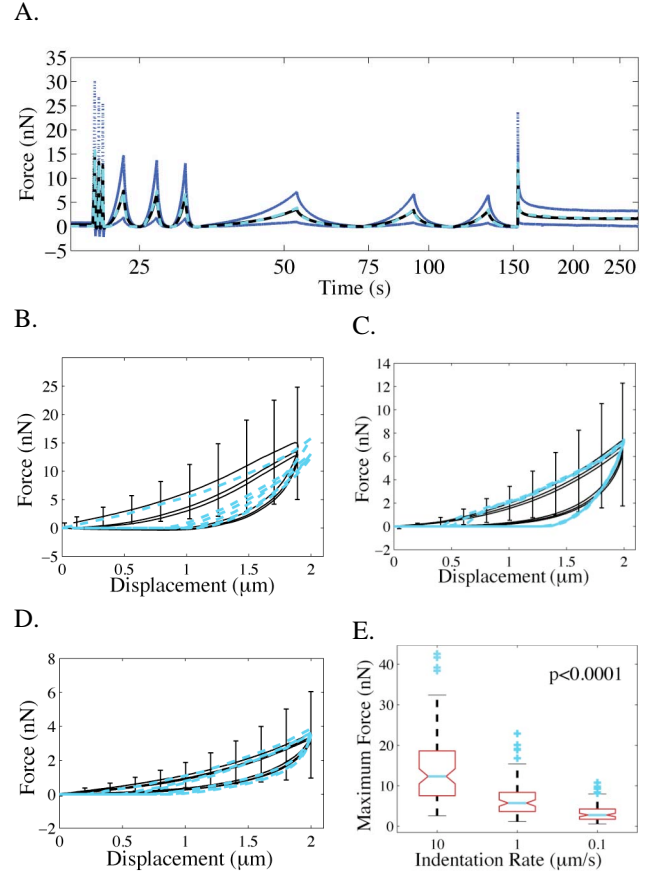 A.
35
30
25
20
15
10
5
0
−5
Force (nN)
25 50 75 100 150 200 250
Time (s)
B.
25
20
15
10
5
0
−5
Force (nN)
0 0.5 1 1.5 2
Displacement (μm)
C.
14
12
10
8
6
4
2
0
−2
Force (nN)
0 0.5 1 1.5 2
Displacement (μm)
D.
8
6
4
2
0
−2
Force (nN)
0 0.5 1 1.5 2
Displacement (μm)
E.
p<0.0001
40
30
20
10
0
Maximum Force (nN)
10 1 0.1
Indentation Rate (μm/s)